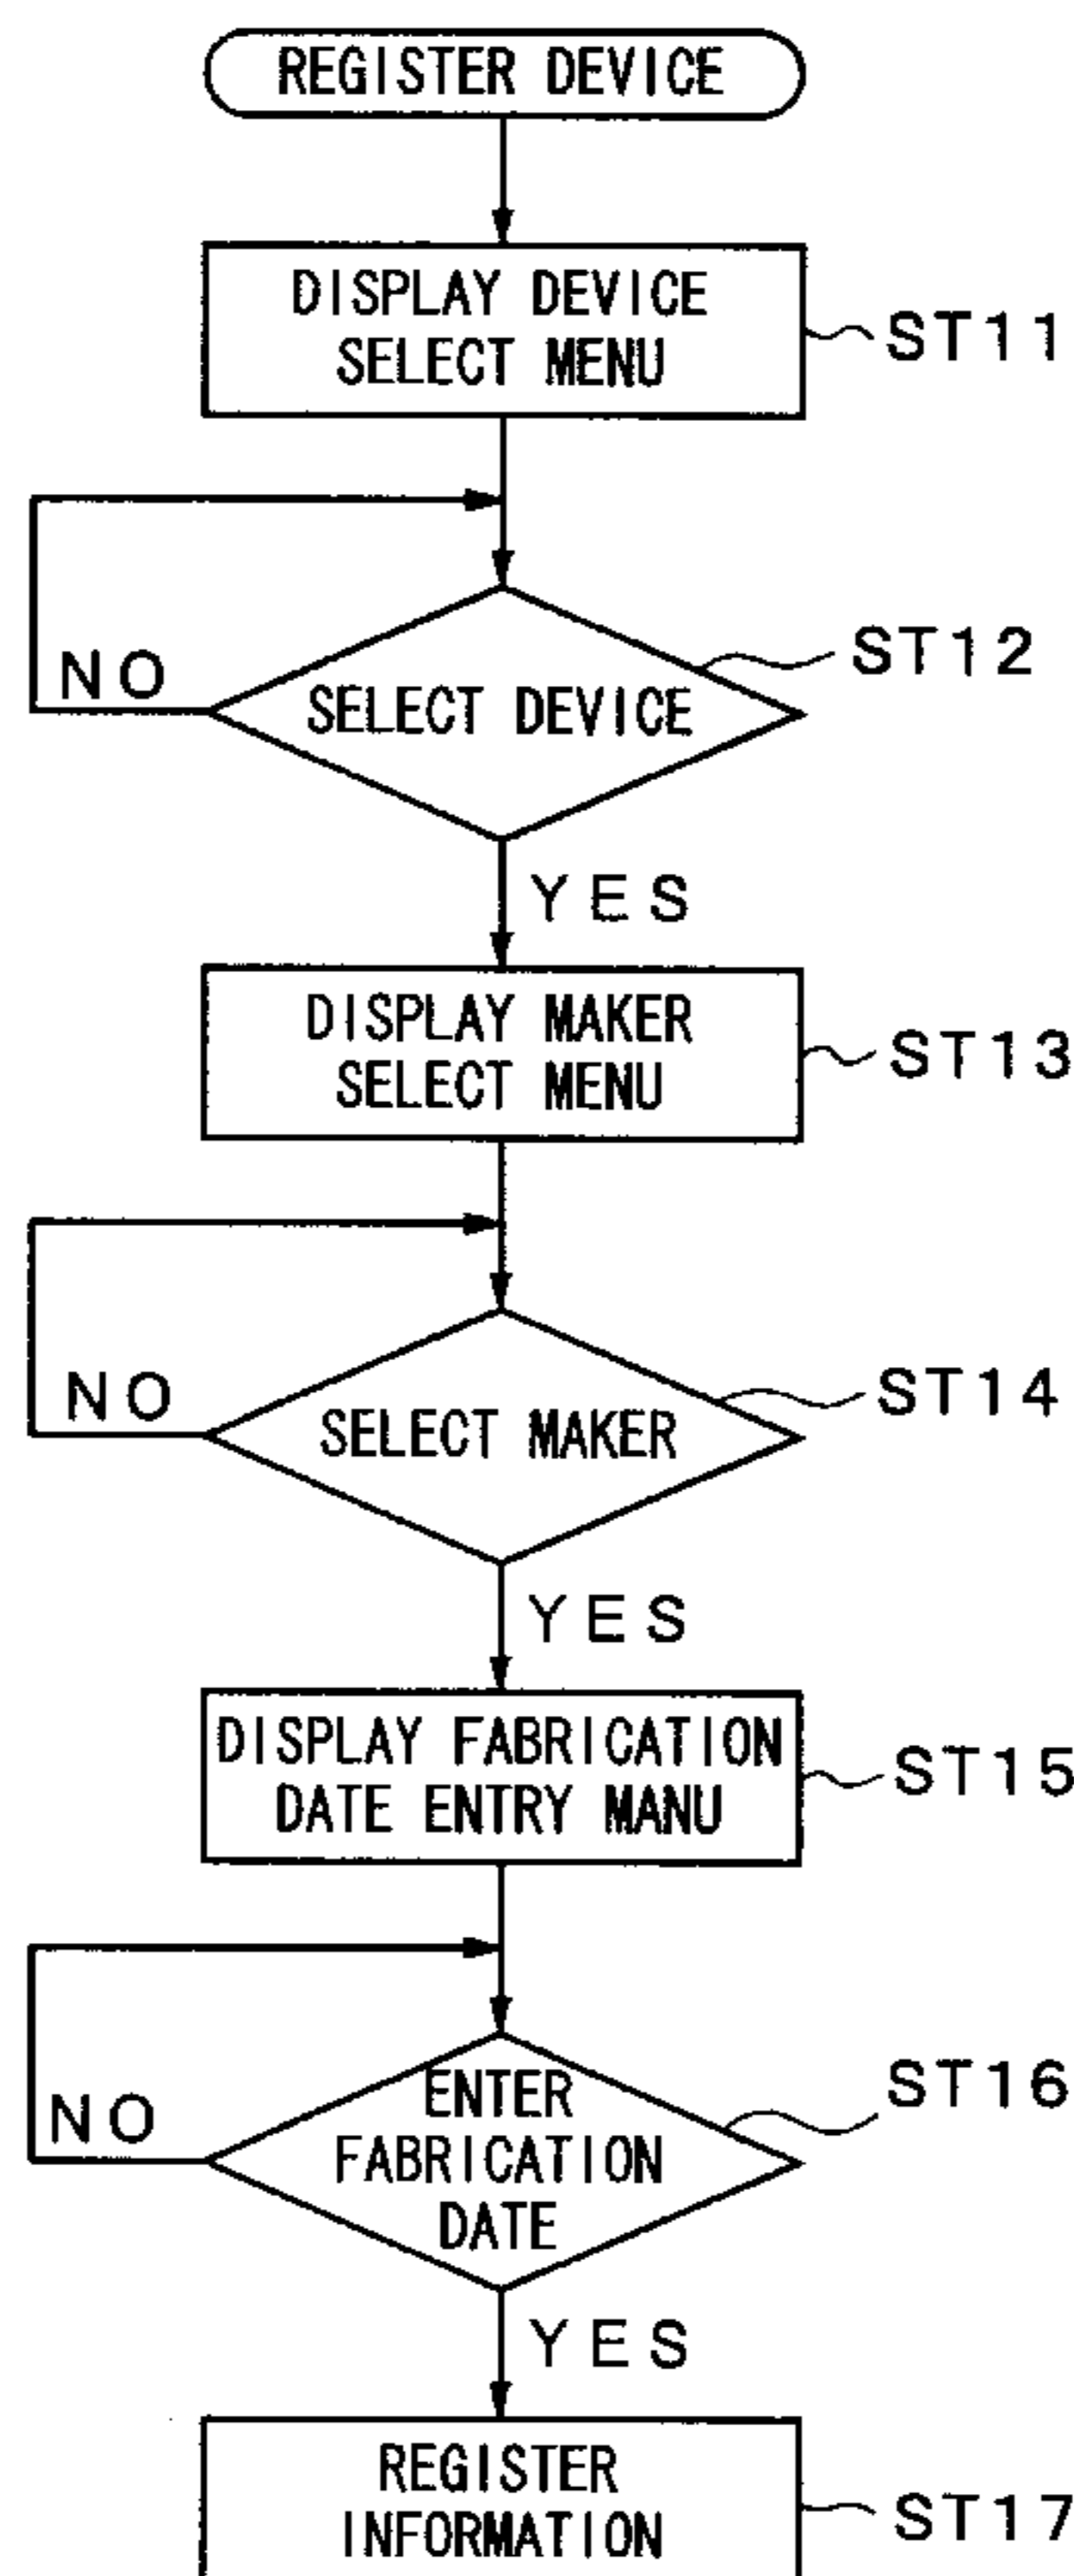 REGISTER DEVICE
DISPLAY DEVICE
SELECT MENU
ST11
NO
SELECT DEVICE
ST12
YES
DISPLAY MAKER
SELECT MENU
ST13
NO
SELECT MAKER
ST14
YES
DISPLAY FABRICATION
DATE ENTRY MANU
ST15
NO
ENTER
FABRICATION
DATE
ST16
YES
REGISTER
INFORMATION
ST17